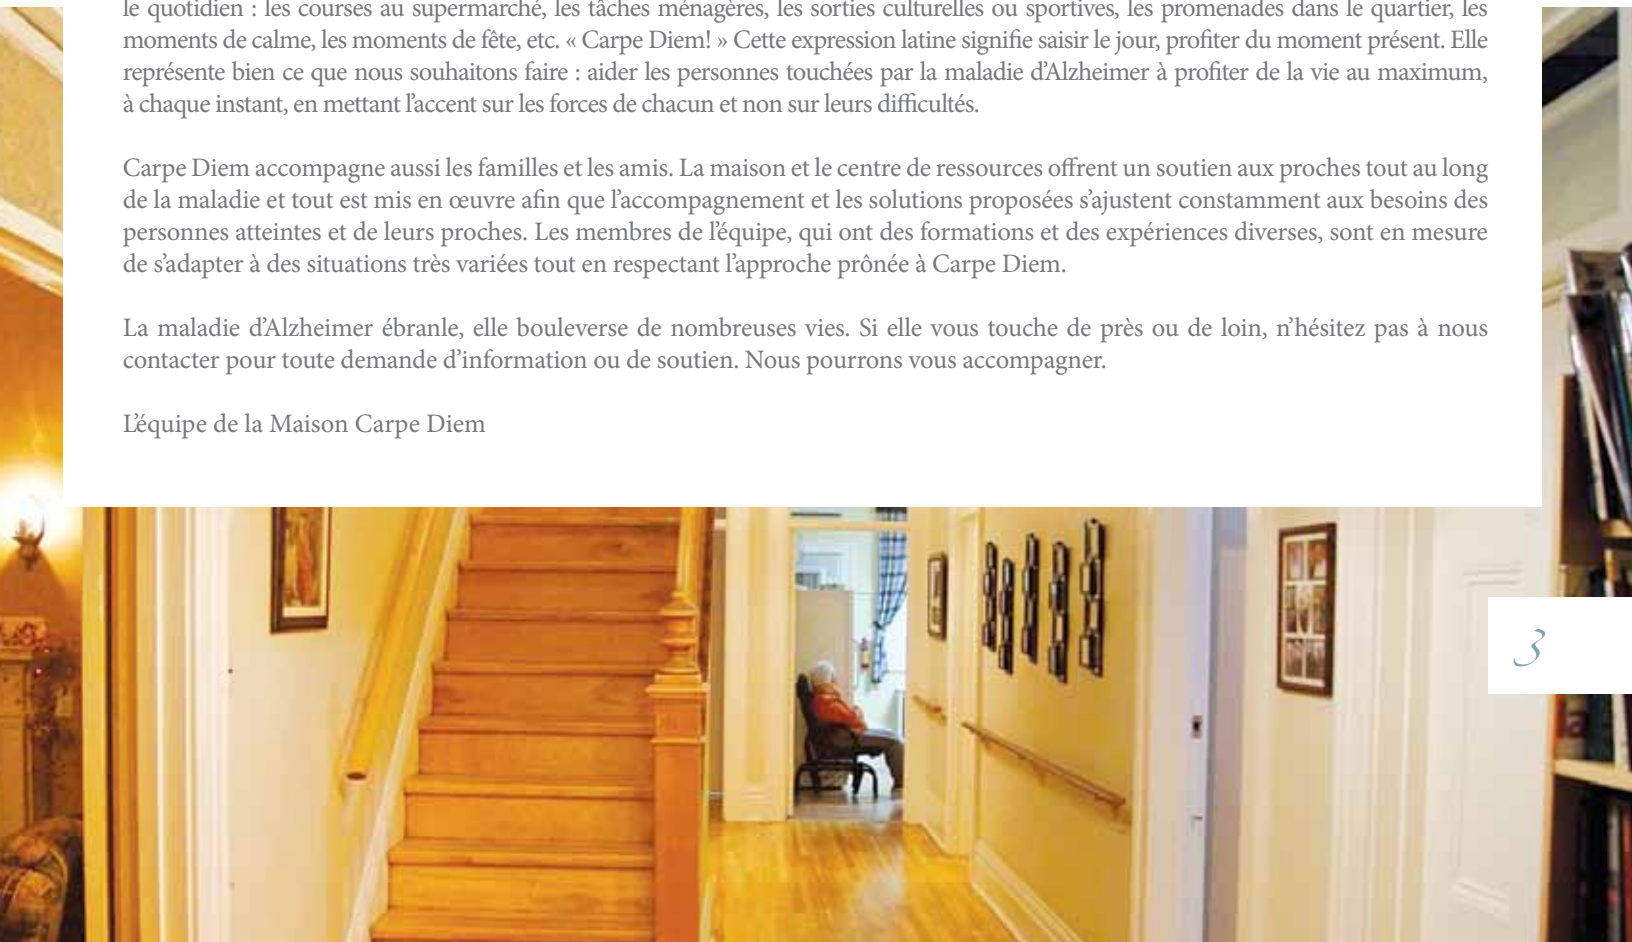 le quotidien : les courses au supermarché, les tâches ménagères, les sorties culturelles ou sportives, les promenades dans le quartier, les
moments de calme, les moments de fête, etc. « Carpe Diem! » Cette expression latine signifie saisir le jour, profiter du moment présent. Elle
représente bien ce que nous souhaitons faire : aider les personnes touchées par la maladie d’Alzheimer à profiter de la vie au maximum,
à chaque instant, en mettant l’accent sur les forces de chacun et non sur leurs difficultés.
Carpe Diem accompagne aussi les familles et les amis. La maison et le centre de ressources offrent un soutien aux proches tout au long
de la maladie et tout est mis en œuvre afin que l’accompagnement et les solutions proposées s’ajustent constamment aux besoins des
personnes atteintes et de leurs proches. Les membres de l’équipe, qui ont des formations et des expériences diverses, sont en mesure
de s’adapter à des situations très variées tout en respectant l’approche prônée à Carpe Diem.
La maladie d’Alzheimer ébranle, elle bouleverse de nombreuses vies. Si elle vous touche de près ou de loin, n’hésitez pas à nous
contacter pour toute demande d’information ou de soutien. Nous pourrons vous accompagner.
L’équipe de la Maison Carpe Diem
3